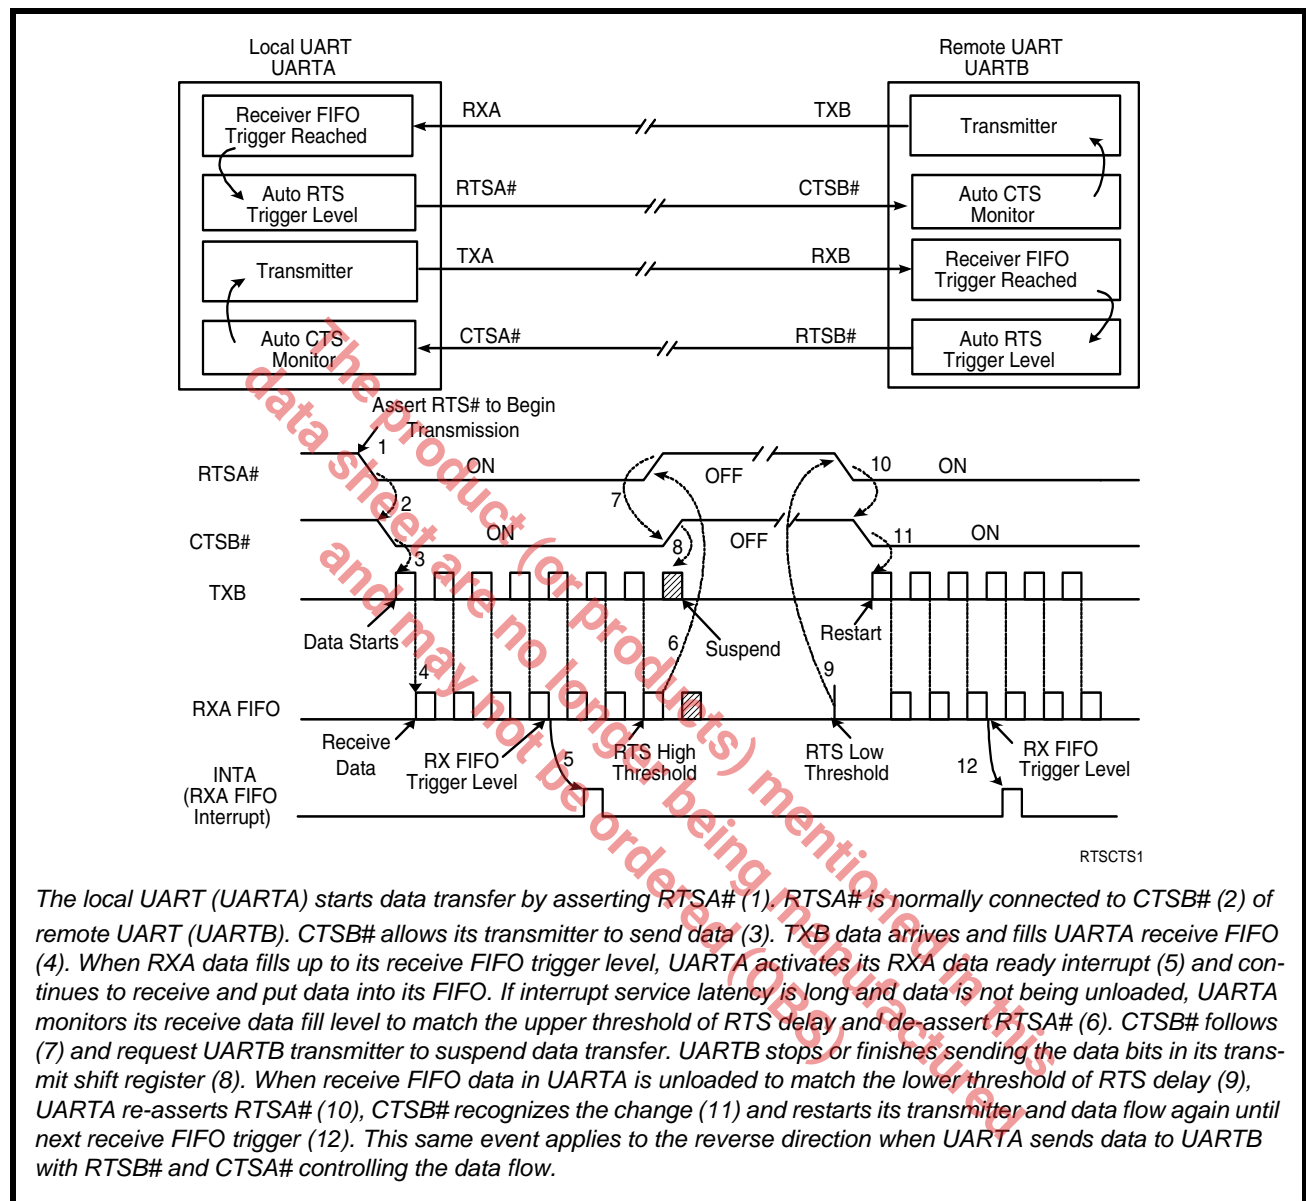 Local UART
UARTA
Remote UART
UARTB
Receiver FIFO
Trigger Reached
RXA
TXB
Transmitter
Auto RTS
Trigger Level
RTSA#
CTSB#
Auto CTS
Monitor
Transmitter
TXA
RXB
Receiver FIFO
Trigger Reached
Auto CTS
Monitor
CTSA#
RTSB#
Auto RTS
Trigger Level
Assert RTS# to Begin
Transmission
1
RTSA#
ON
7
OFF
10
ON
2
CTSB#
ON
8
OFF
11
ON
3
TXB
Data Starts
6
Suspend
Restart
4
9
RXA FIFO
Receive
Data
RX FIFO
Trigger Level
5
RTS High
Threshold
RTS Low
Threshold
12
RX FIFO
Trigger Level
INTA
(RXA FIFO
Interrupt)
RTSCTS1
The product (or products) mentioned in this
data sheet are no longer being manufactured
and may not be ordered (OBS)
The local UART (UARTA) starts data transfer by asserting RTSA# (1). RTSA# is normally connected to CTSB# (2) of
remote UART (UARTB). CTSB# allows its transmitter to send data (3). TXB data arrives and fills UARTA receive FIFO
(4). When RXA data fills up to its receive FIFO trigger level, UARTA activates its RXA data ready interrupt (5) and con-
tinues to receive and put data into its FIFO. If interrupt service latency is long and data is not being unloaded, UARTA
monitors its receive data fill level to match the upper threshold of RTS delay and de-assert RTSA# (6). CTSB# follows
(7) and request UARTB transmitter to suspend data transfer. UARTB stops or finishes sending the data bits in its trans-
mit shift register (8). When receive FIFO data in UARTA is unloaded to match the lower threshold of RTS delay (9),
UARTA re-asserts RTSA# (10), CTSB# recognizes the change (11) and restarts its transmitter and data flow again until
next receive FIFO trigger (12). This same event applies to the reverse direction when UARTA sends data to UARTB
with RTSB# and CTSA# controlling the data flow.